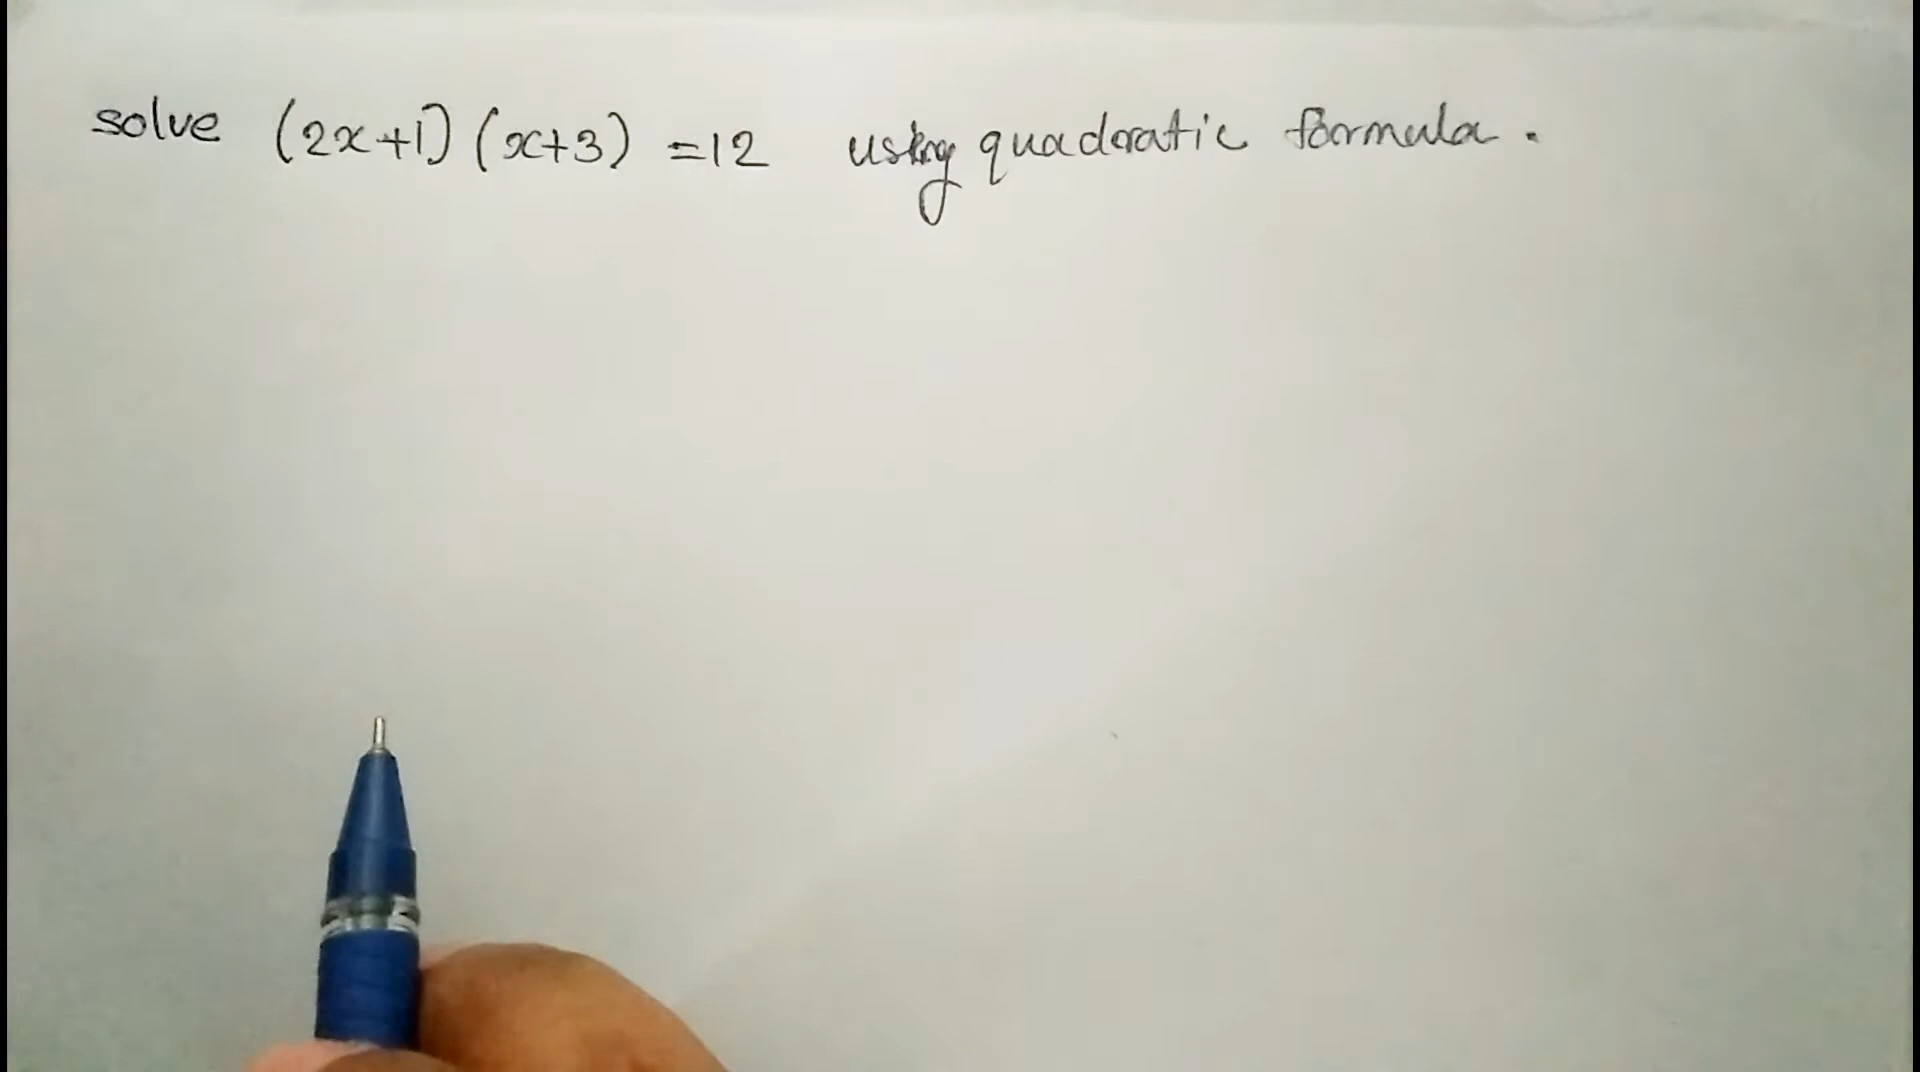 solve (2x+1) (x+3) =12 using quadratic formula.